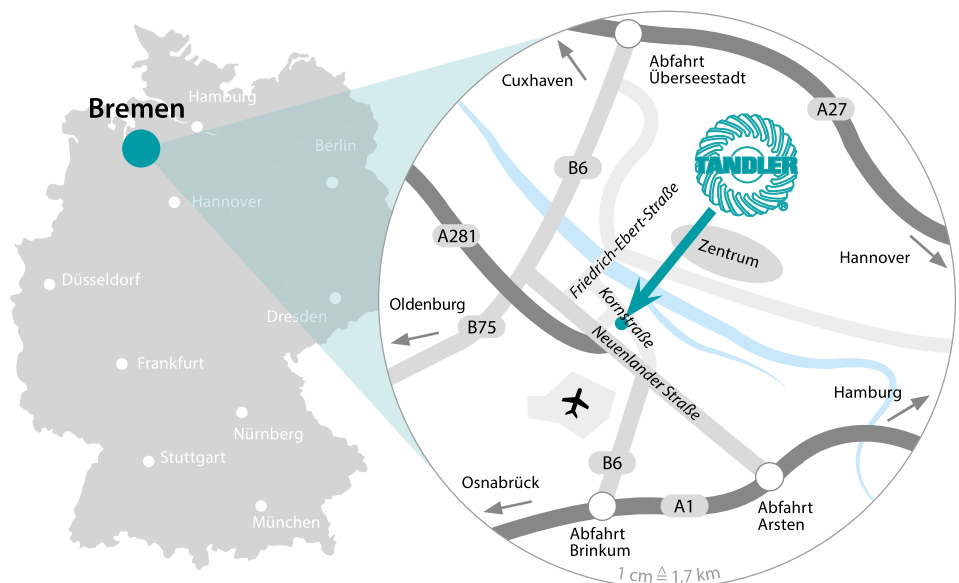 Bremen
Hamburg
Berlin
Hannover
Düsseldorf
Dresden
Frankfurt
Nürnberg
Stuttgart
München
Abfahrt
Überseestadt
Cuxhaven
A27
TANDLER
®
B6
Friedrich-Ebert-Straße
A281
Zentrum
Hannover
Oldenburg
Kornstraße
B75
Neuenlander Straße
Hamburg
B6
Osnabrück
A1
Abfahrt
Arsten
Abfahrt
Brinkum
1 cm ≙ 1,7 km